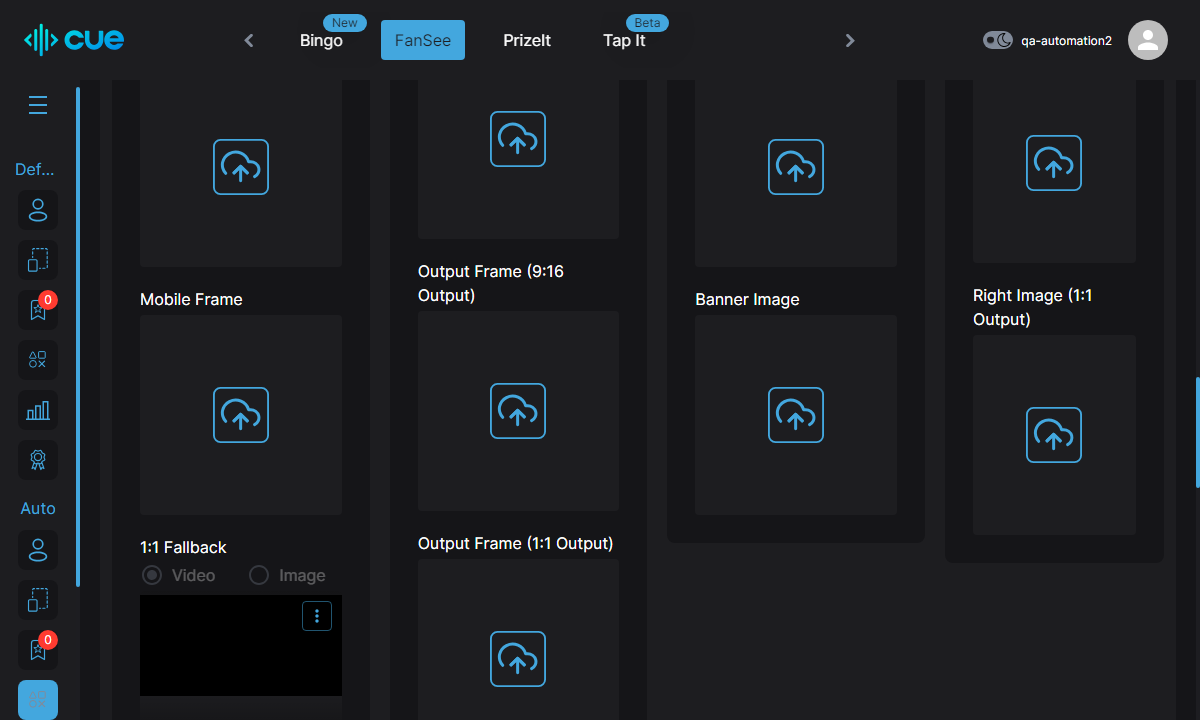 cue
Bingo
New
FanSee
PrizeIt
Tap It
Beta
qa-automation2
Def...
0
Auto
0
Mobile Frame
1:1 Fallback
Video
Image
Output Frame (9:16
Output)
Output Frame (1:1 Output)
Banner Image
Right Image (1:1
Output)